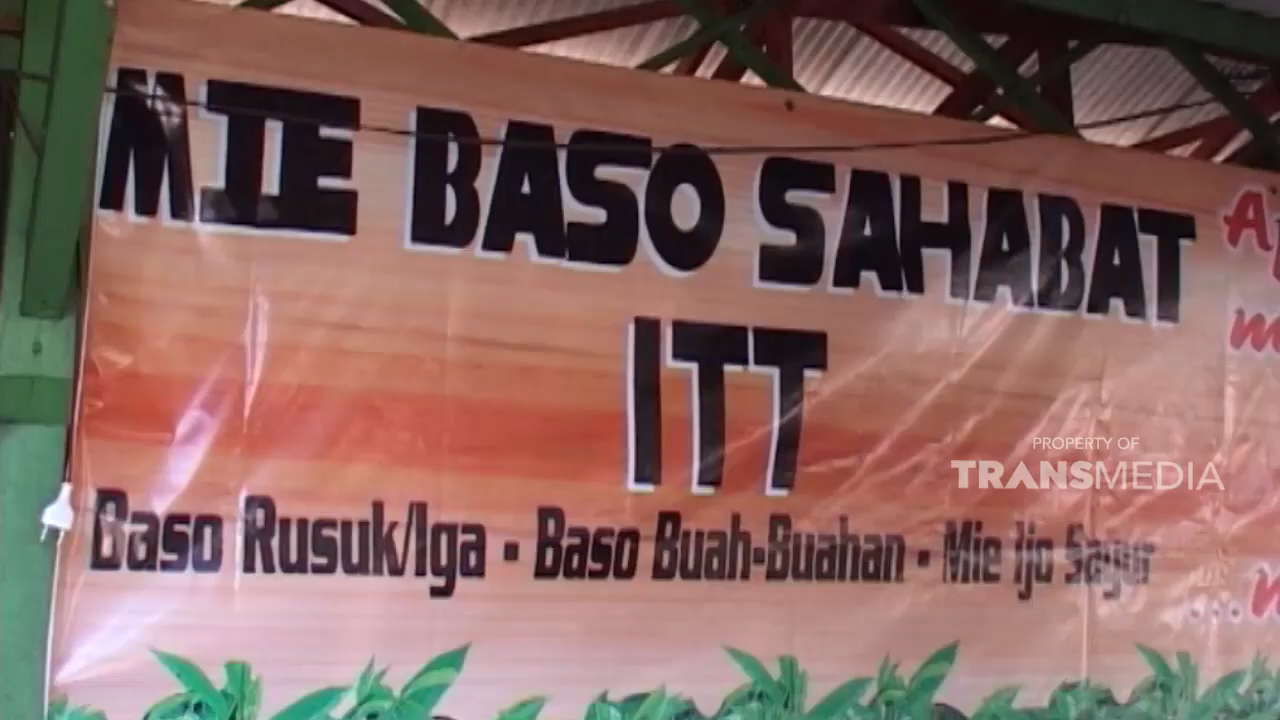 MIE BASO SAHABAT
ITT
Baso Rusuk/Iga - Baso Buah-Buahan - Mie Ijo Sayur
PROPERTY OF
TRANSMEDIA